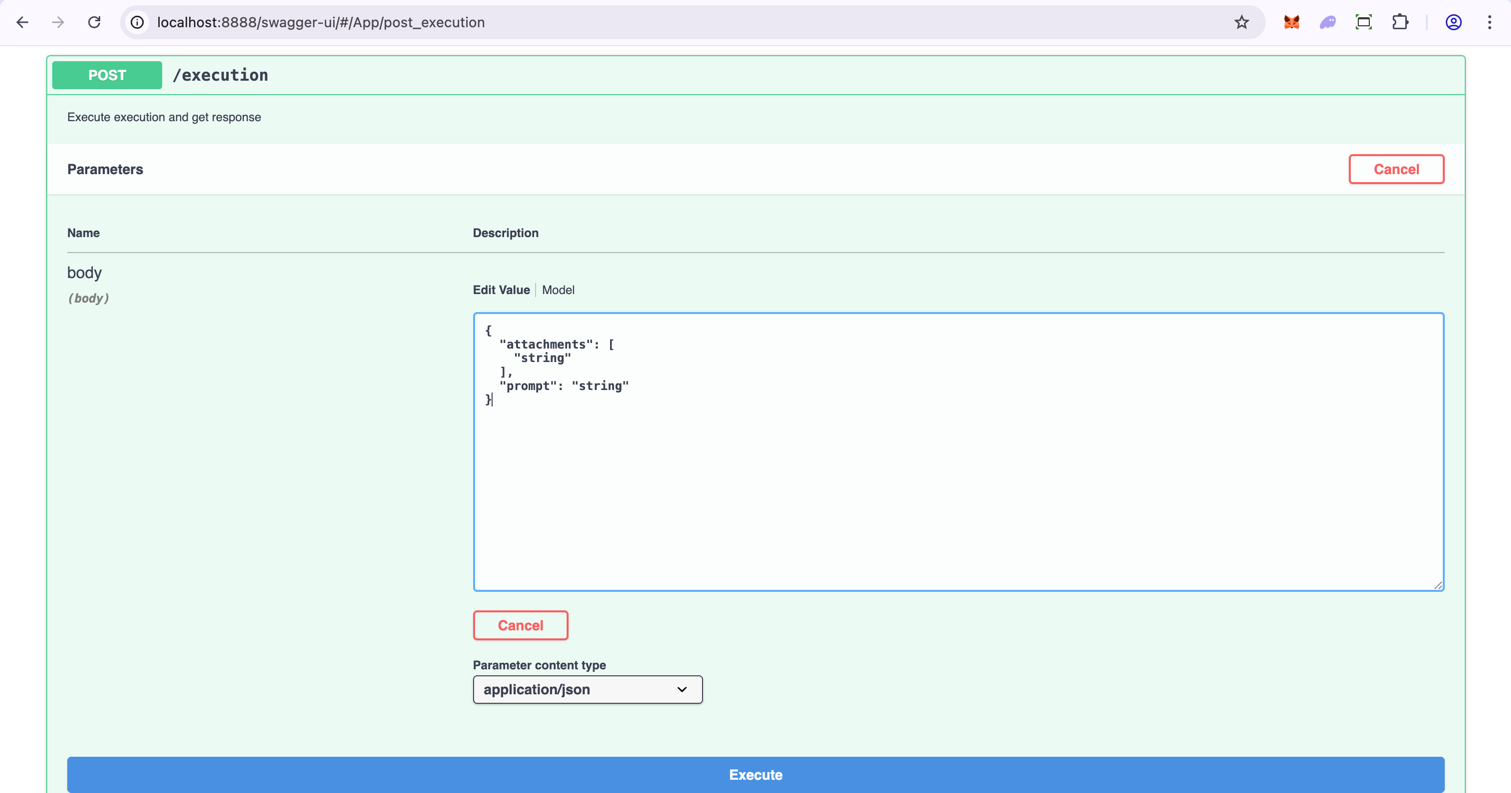 localhost:8888/swagger-ui/#/App/post_execution
POST /execution
Execute execution and get response
Parameters
Cancel
Name Description
body
(body)
Edit Value Model
{
  "attachments": [
    "string"
  ],
  "prompt": "string"
}
Cancel
Parameter content type
application/json
Execute